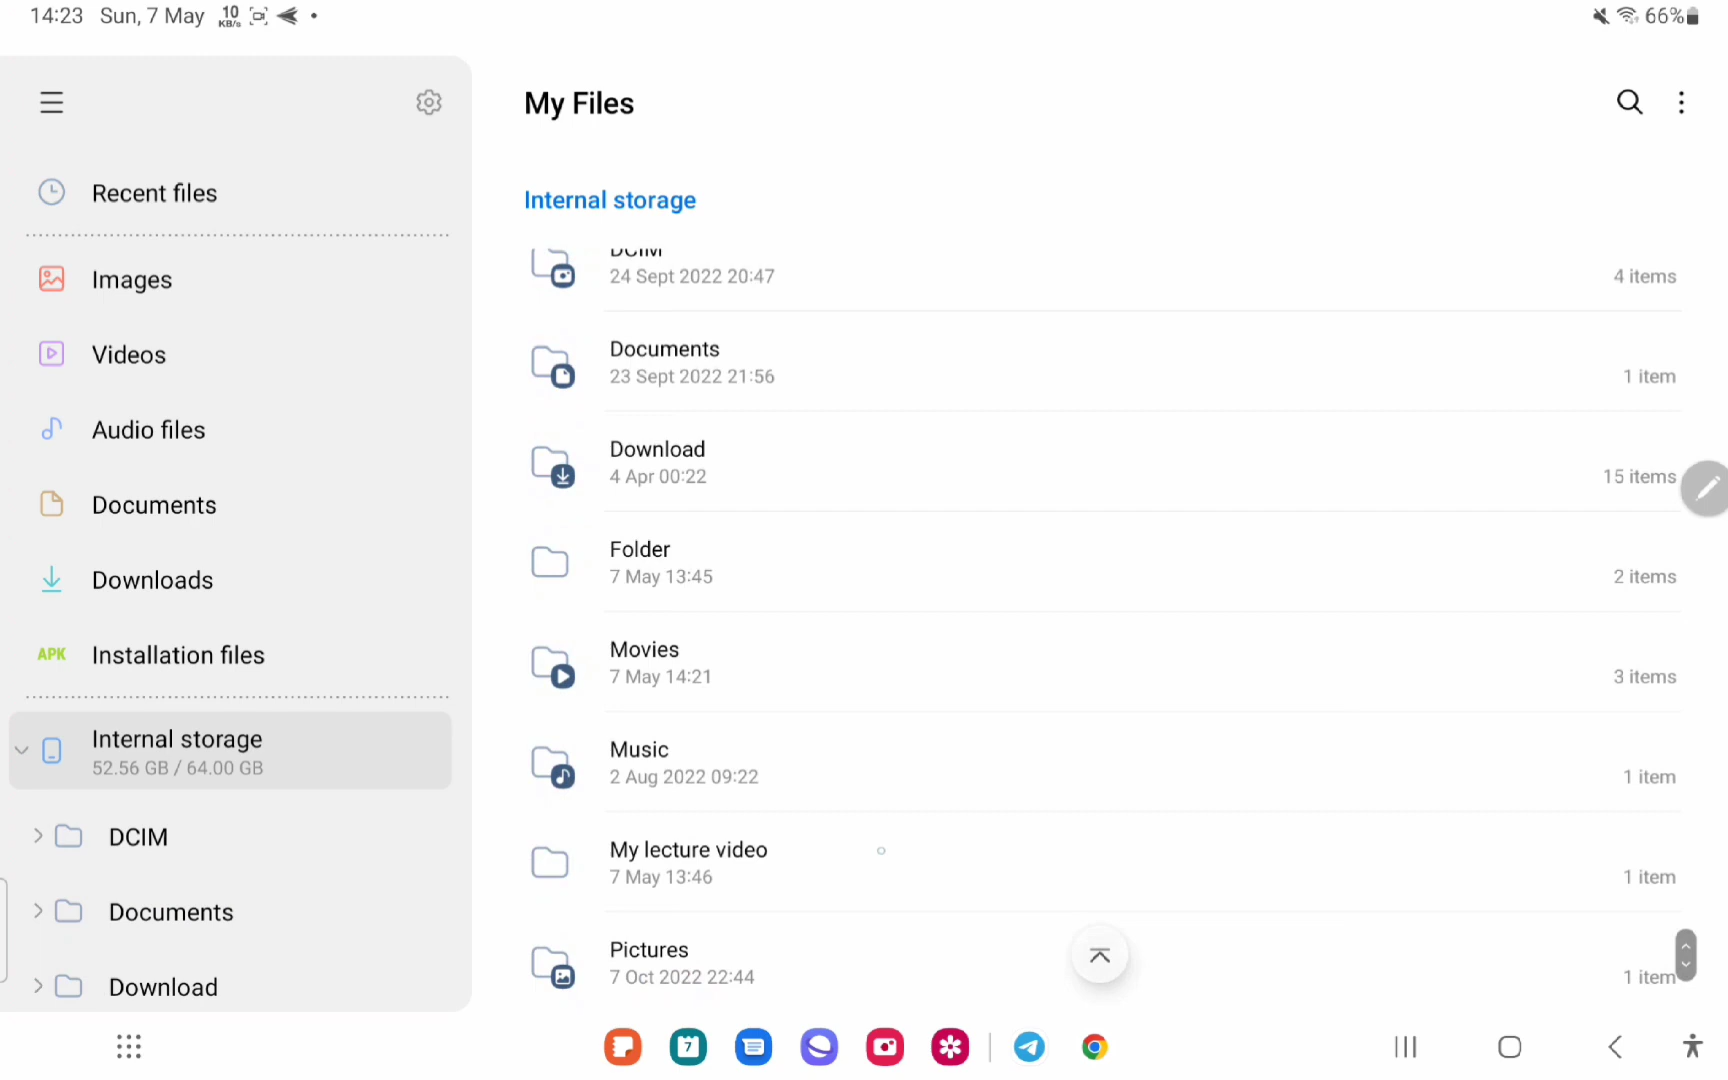 14:23 Sun, 7 May 10 KB/s 66%
My Files
Recent files
Images
Videos
Audio files
Documents
Downloads
APK Installation files
Internal storage
52.56 GB / 64.00 GB
DCIM
Documents
Download
Internal storage
DCIM
24 Sept 2022 20:47 4 items
Documents
23 Sept 2022 21:56 1 item
Download
4 Apr 00:22 15 items
Folder
7 May 13:45 2 items
Movies
7 May 14:21 3 items
Music
2 Aug 2022 09:22 1 item
My lecture video
7 May 13:46 1 item
Pictures
7 Oct 2022 22:44 1 item
7